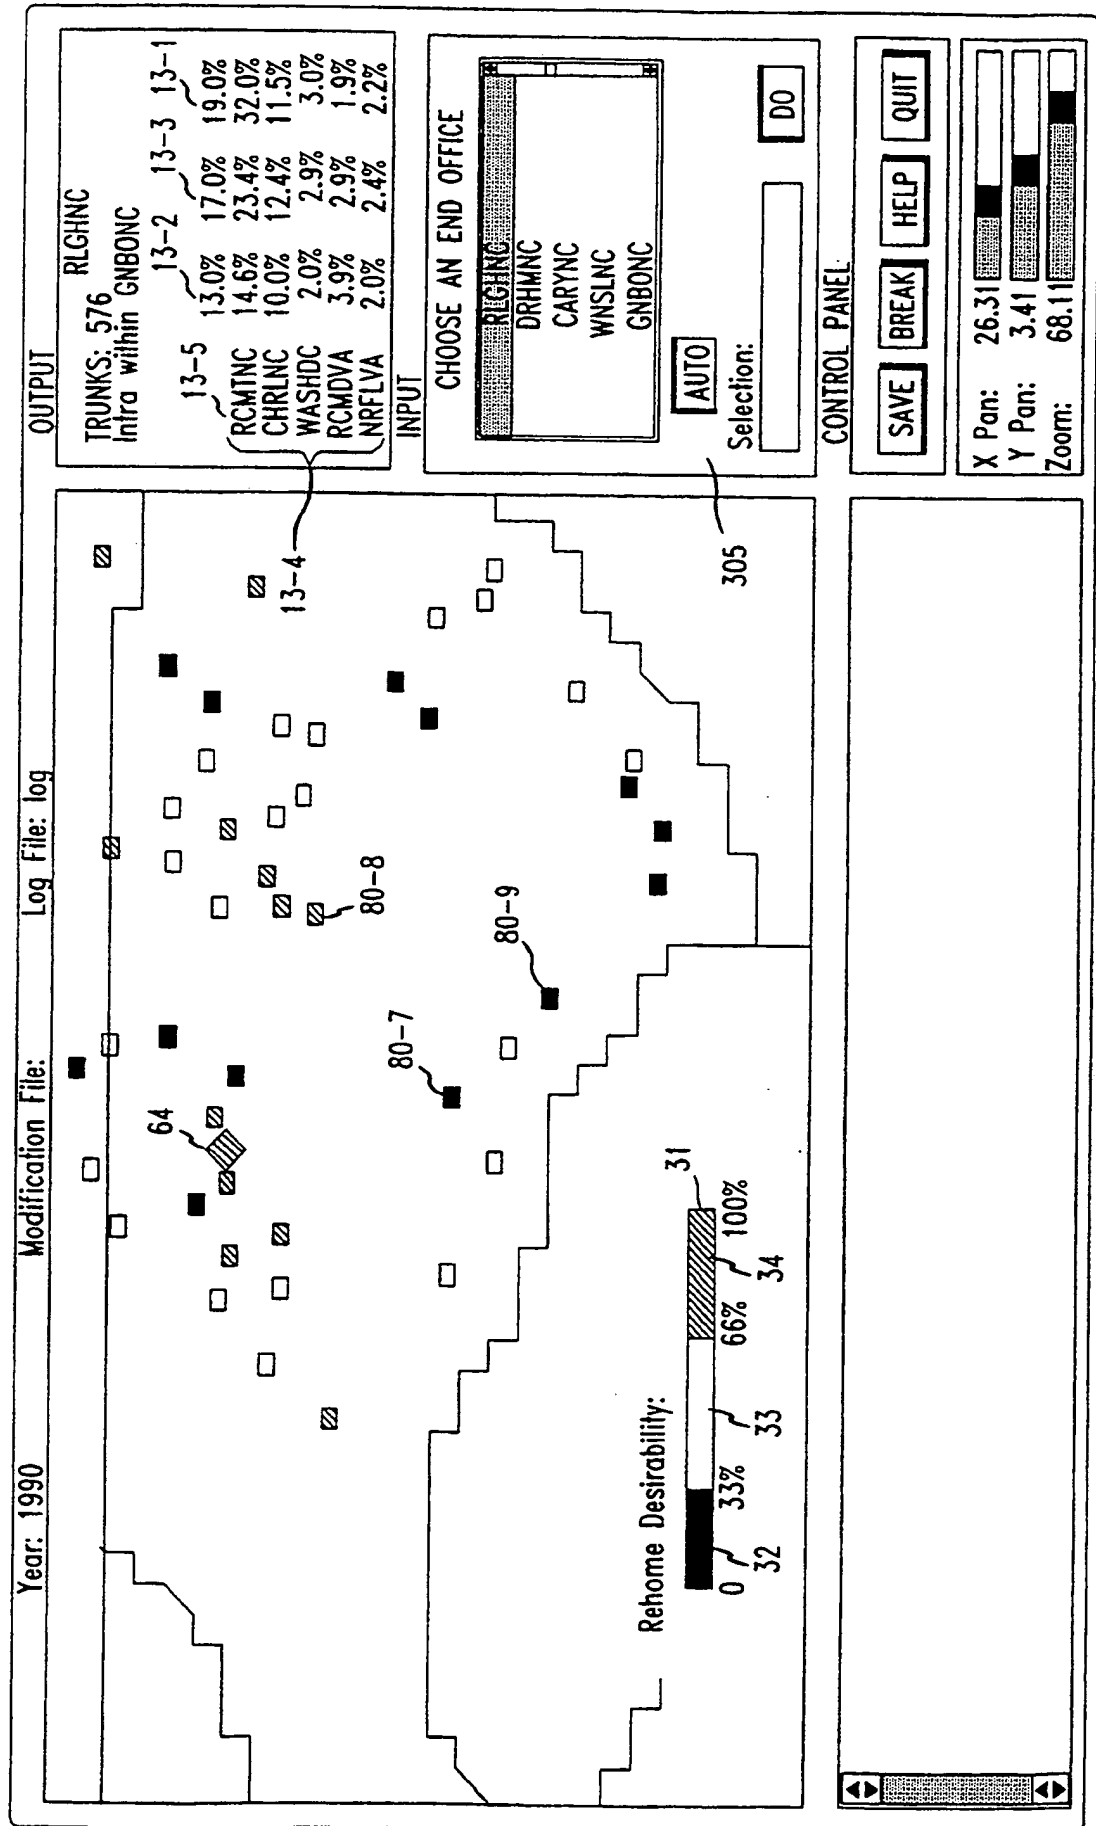 Year: 1990 Modification File: Log File: log
64
80-8
80-7
80-9
13-4
305
Rehome Desirability:
31
0 33% 66% 100%
32 33 34
OUTPUT
RLGHNC
TRUNKS: 576
Intra within GNBONC
13-5 13-2 13-3 13-1
13.0% 17.0% 19.0%
RCMTNC 14.6% 23.4% 32.0%
CHRLNC 10.0% 12.4% 11.5%
WASHDC 2.0% 2.9% 3.0%
RCMDVA 3.9% 2.9% 1.9%
NRFLVA 2.0% 2.4% 2.2%
INPUT
CHOOSE AN END OFFICE
RLGHNC
DRHMNC
CARYNC
WNSLNC
GNBONC
AUTO
Selection:
DO
CONTROL PANEL
SAVE BREAK HELP QUIT
X Pan: 26.31
Y Pan: 3.41
Zoom: 68.11